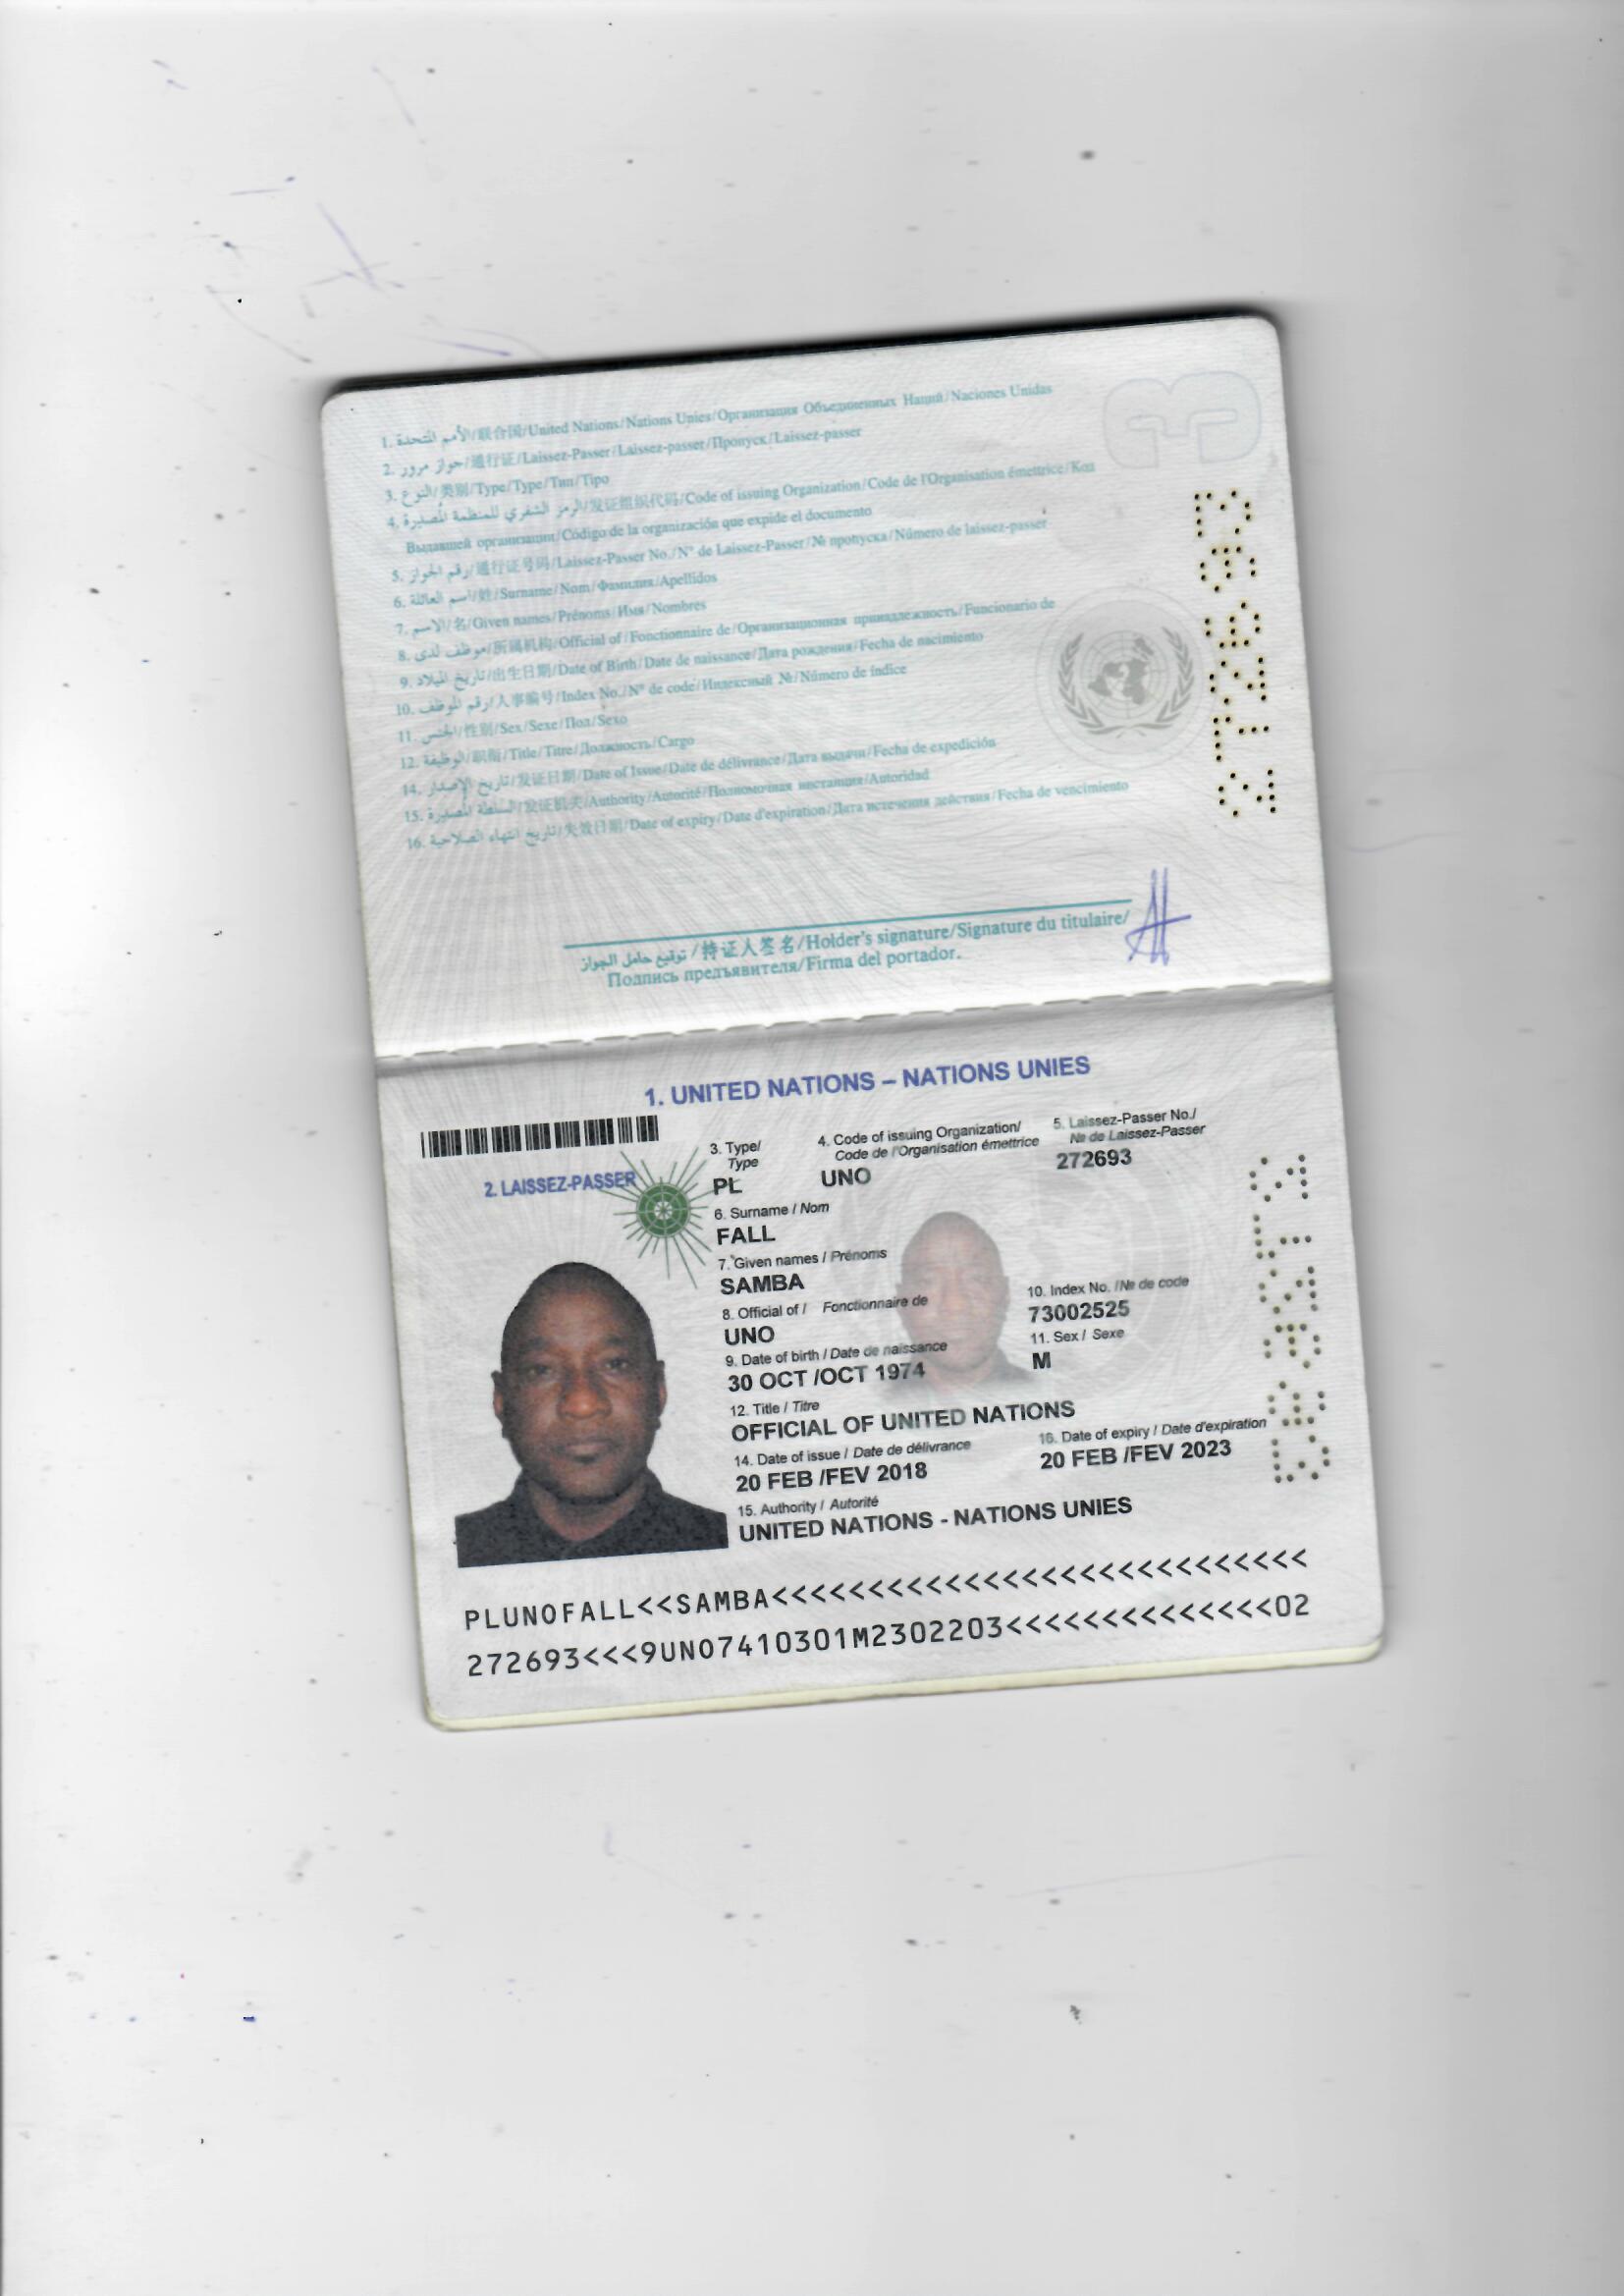 1. الأمم المتحدة/联合国/United Nations/Nations Unies/Организация Объединенных Наций/Naciones Unidas
2. جواز مرور/通行证/Laissez-Passer/Laissez-passer/Пропуск/Laissez-passer
3. النوع/类别/Type/Type/Тип/Tipo
4. الرمز الشفري للمنظمة المُصدِرة/发证组织代码/Code of issuing Organization/Code de l'Organisation émettrice/Код
Выдавшей организации/Código de la organización que expide el documento
5. رقم الجواز/通行证号码/Laissez-Passer No./N° de Laissez-Passer/№ пропуска/Número de laissez-passer
6. اسم العائلة/姓/Surname/Nom/Фамилия/Apellidos
7. الاسم/名/Given names/Prénoms/Имя/Nombres
8. موظف لدى/所属机构/Official of/Fonctionnaire de/Организационная принадлежность/Funcionario de
9. تاريخ الميلاد/出生日期/Date of Birth/Date de naissance/Дата рождения/Fecha de nacimiento
10. رقم الموظف/人事编号/Index No./N° de code/Индексный №/Número de índice
11. الجنس/性别/Sex/Sexe/Пол/Sexo
12. الوظيفة/职衔/Title/Titre/Должность/Cargo
14. تاريخ الإصدار/发证日期/Date of Issue/Date de délivrance/Дата выдачи/Fecha de expedición
15. السلطة المُصدِرة/发证机关/Authority/Autorité/Полномочная инстанция/Autoridad
16. تاريخ انتهاء الصلاحية/失效日期/Date of expiry/Date d'expiration/Дата истечения действия/Fecha de vencimiento
3
272693
توقيع حامل الجواز/持证人签名/Holder's signature/Signature du titulaire/
Подпись предъявителя/Firma del portador.
1. UNITED NATIONS – NATIONS UNIES
2. LAISSEZ-PASSER
3. Type/
Type
PL
4. Code of issuing Organization/
Code de l'Organisation émettrice
UNO
5. Laissez-Passer No./
№ de Laissez-Passer
272693
6. Surname / Nom
FALL
7. Given names / Prénoms
SAMBA
8. Official of / Fonctionnaire de
UNO
10. Index No. /№ de code
73002525
9. Date of birth / Date de naissance
30 OCT /OCT 1974
11. Sex / Sexe
M
12. Title / Titre
OFFICIAL OF UNITED NATIONS
14. Date of issue / Date de délivrance
20 FEB /FEV 2018
16. Date of expiry / Date d'expiration
20 FEB /FEV 2023
15. Authority / Autorité
UNITED NATIONS - NATIONS UNIES
272693
PLUNOFALL<<SAMBA<<<<<<<<<<<<<<<<<<<<<<<<<<<<
272693<<<9UNO7410301M2302203<<<<<<<<<<<<<<02